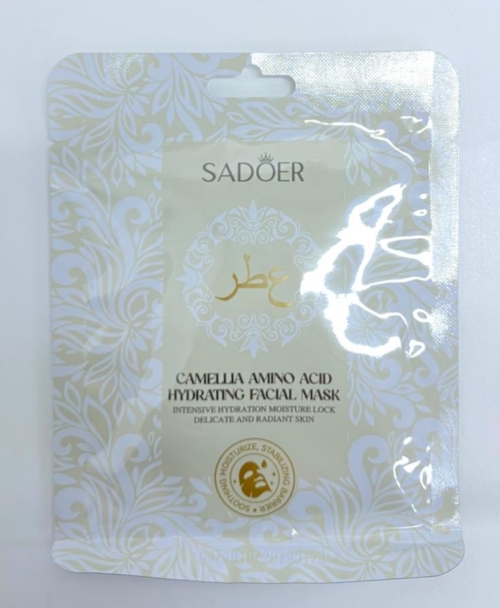 SADOER
عطر
CAMELLIA AMINO ACID
HYDRATING FACIAL MASK
INTENSIVE HYDRATION MOISTURE LOCK
DELICATE AND RADIANT SKIN
SOOTHING MOISTURIZE, STABILIZING BARRIER